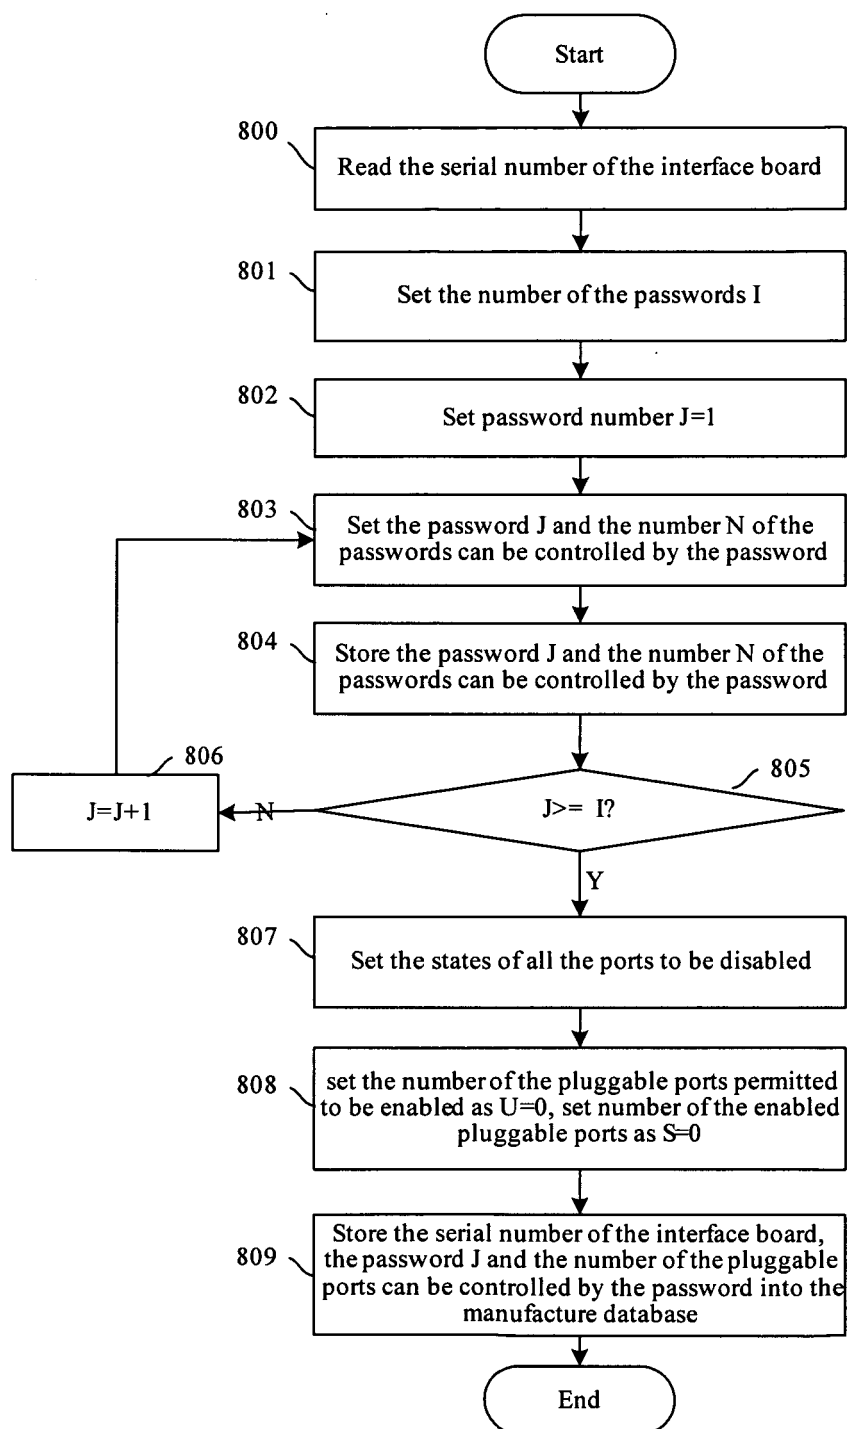 Start
800
Read the serial number of the interface board
801
Set the number of the passwords I
802
Set password number J=1
803
Set the password J and the number N of the
passwords can be controlled by the password
804
Store the password J and the number N of the
passwords can be controlled by the password
806
805
J=J+1
N
J>= I?
Y
807
Set the states of all the ports to be disabled
808
set the number of the pluggable ports permitted
to be enabled as U=0, set number of the enabled
pluggable ports as S=0
809
Store the serial number of the interface board,
the password J and the number of the pluggable
ports can be controlled by the password into the
manufacture database
End